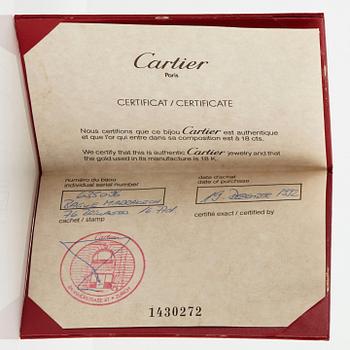 Cartier
Paris
CERTIFICAT / CERTIFICATE
Nous certifions que ce bijou Cartier est authentique
et que l'or qui entre dans sa composition est à 18 cts.
We certify that this is authentic Cartier jewelry and that
the gold used in its manufacture is 18 K.
numéro du bijou
individual serial number
date d'achat
date of purchase
cachet / stamp
certifié exact / certified by
Cartier
1430272